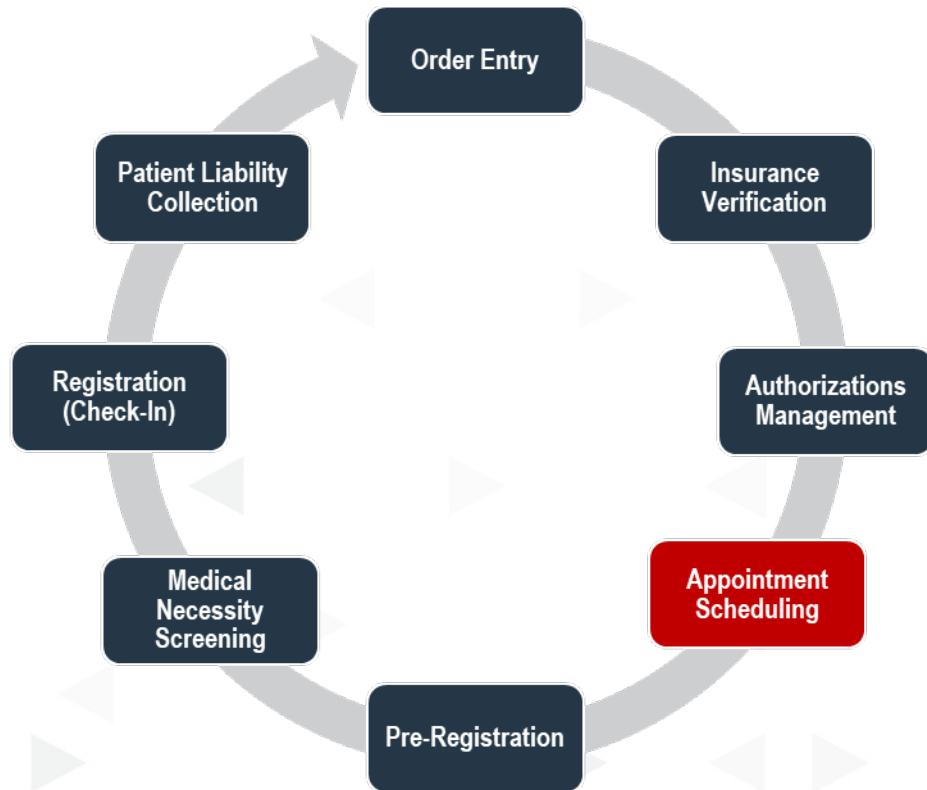 Order Entry
Insurance
Verification
Authorizations
Management
Appointment
Scheduling
Pre-Registration
Medical
Necessity
Screening
Registration
(Check-In)
Patient Liability
Collection